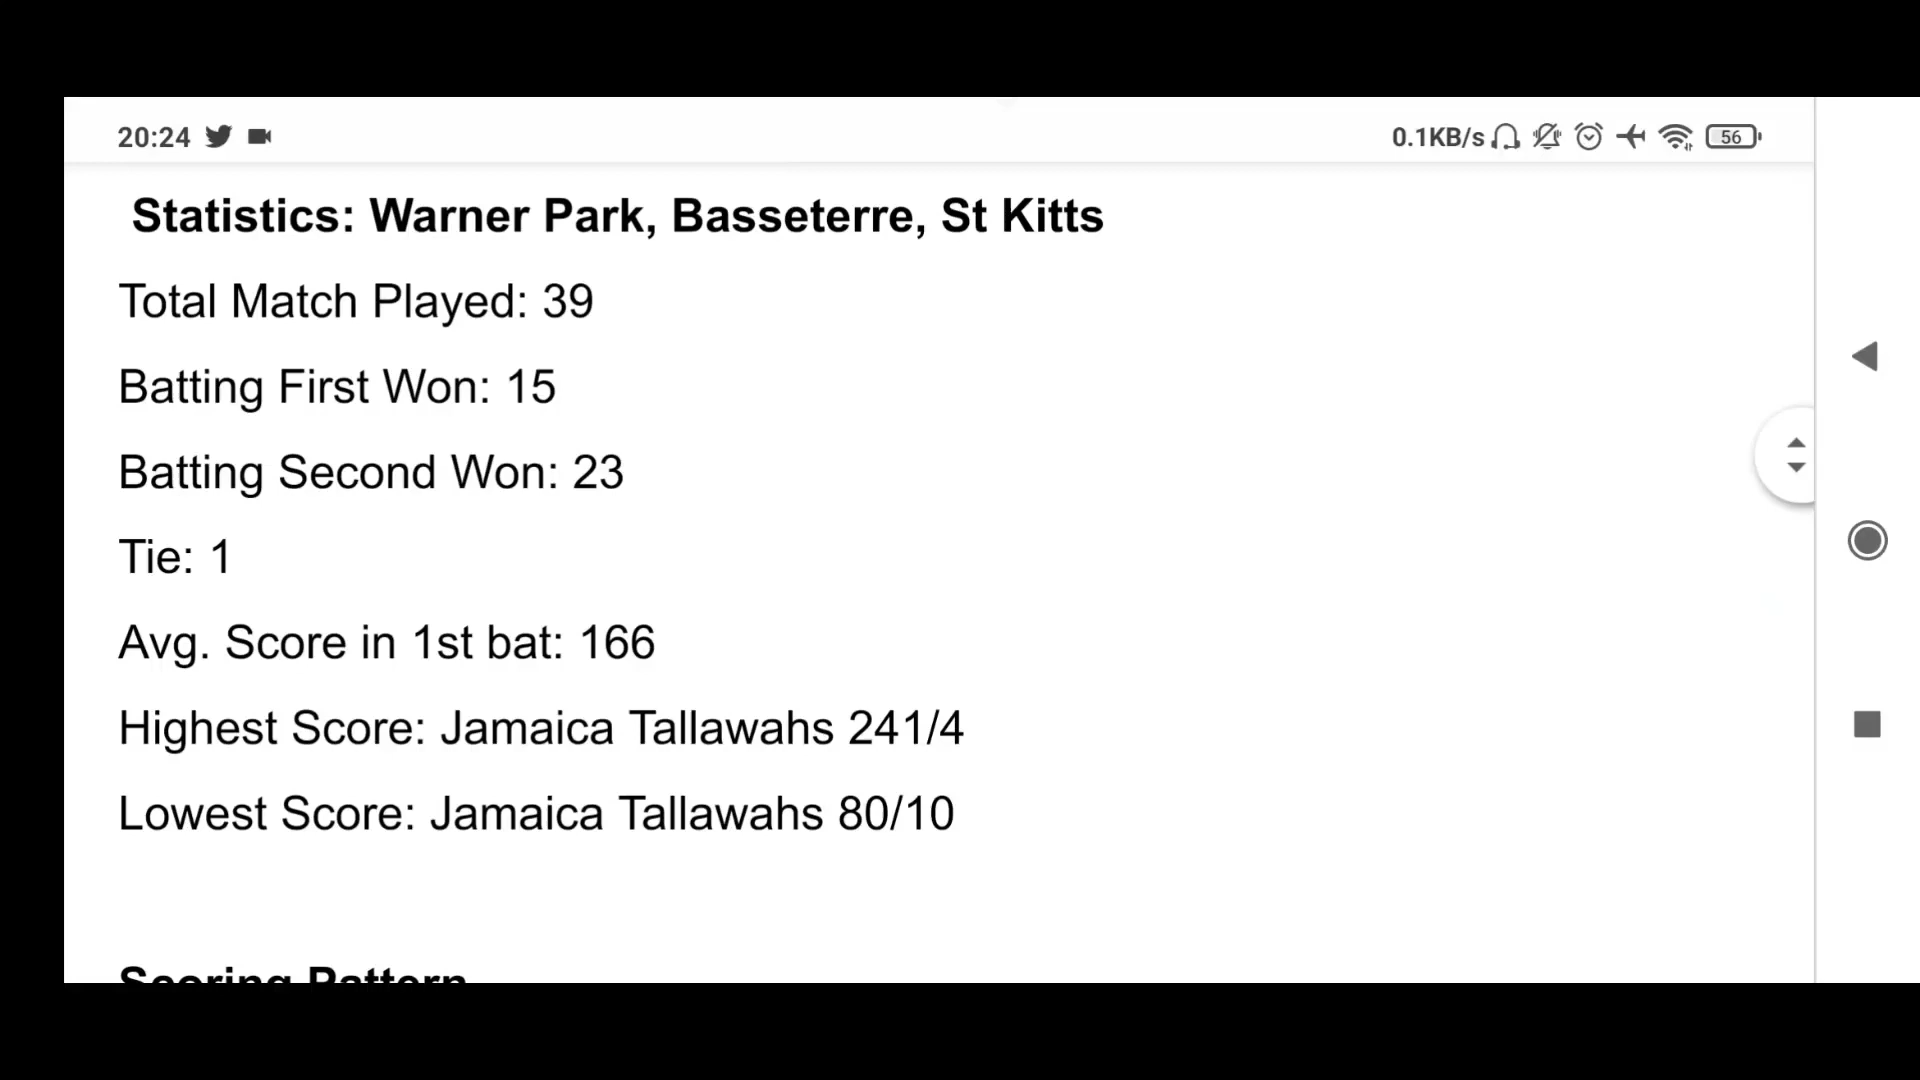 20:24
0.1KB/s
56
Statistics: Warner Park, Basseterre, St Kitts
Total Match Played: 39
Batting First Won: 15
Batting Second Won: 23
Tie: 1
Avg. Score in 1st bat: 166
Highest Score: Jamaica Tallawahs 241/4
Lowest Score: Jamaica Tallawahs 80/10
Scoring Pattern